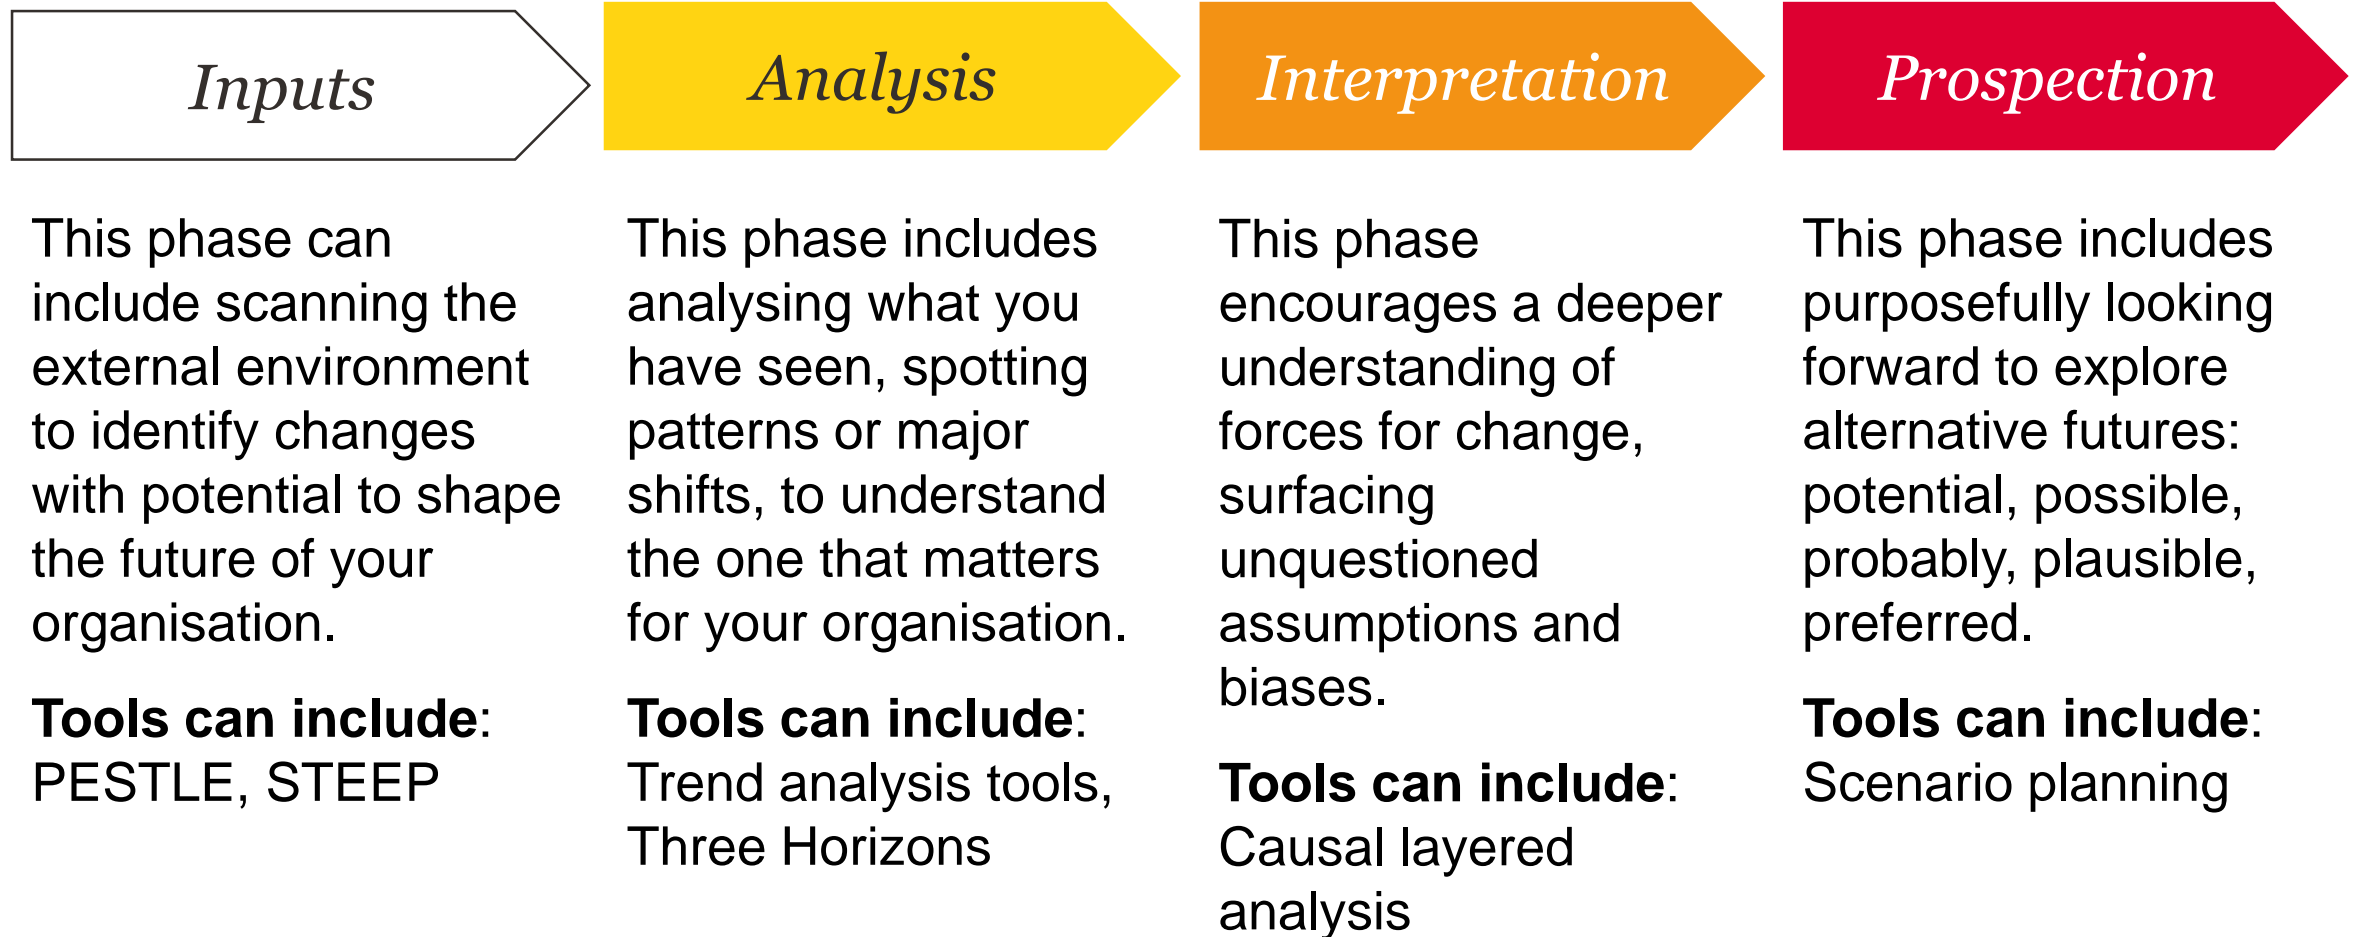 Inputs
This phase can
include scanning the
external environment
to identify changes
with potential to shape
the future of your
organisation.
Tools can include:
PESTLE, STEEP
Analysis
This phase includes
analysing what you
have seen, spotting
patterns or major
shifts, to understand
the one that matters
for your organisation.
Tools can include:
Trend analysis tools,
Three Horizons
Interpretation
This phase
encourages a deeper
understanding of
forces for change,
surfacing
unquestioned
assumptions and
biases.
Tools can include:
Causal layered
analysis
Prospection
This phase includes
purposefully looking
forward to explore
alternative futures:
potential, possible,
probably, plausible,
preferred.
Tools can include:
Scenario planning